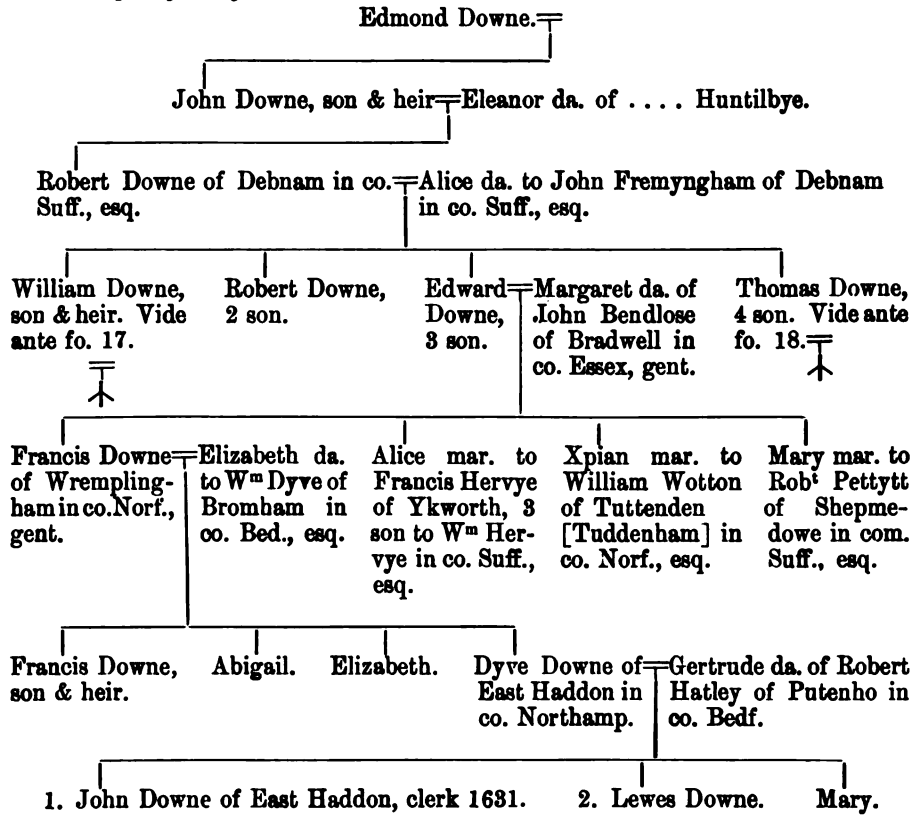 Edmond Downe.
John Downe, son & heir Eleanor da. of .... Huntilbye.
Robert Downe of Debnam in co.
Suff., esq.
Alice da. to John Fremyngham of Debnam
in co. Suff., esq.
William Downe,
son & heir. Vide
ante fo. 17.
Robert Downe,
2 son.
Edward
Downe,
3 son.
Margaret da. of
John Bendlose
of Bradwell in
co. Essex, gent.
Thomas Downe,
4 son. Vide ante
fo. 18.
Francis Downe
of Wrempling-
ham in co. Norf.,
gent.
Elizabeth da.
to Wm Dyve of
Bromham in
co. Bed., esq.
Alice mar. to
Francis Hervye
of Ykworth, 3
son to Wm Her-
vye in co. Suff.,
esq.
Xpian mar. to
William Wotton
of Tuttenden
[Tuddenham] in
co. Norf., esq.
Mary mar. to
Robt Pettytt
of Shepme-
dowe in com.
Suff., esq.
Francis Downe,
son & heir.
Abigail.
Elizabeth.
Dyve Downe of
East Haddon in
co. Northamp.
Gertrude da. of Robert
Hatley of Putenho in
co. Bedf.
1. John Downe of East Haddon, clerk 1631.
2. Lewes Downe.
Mary.